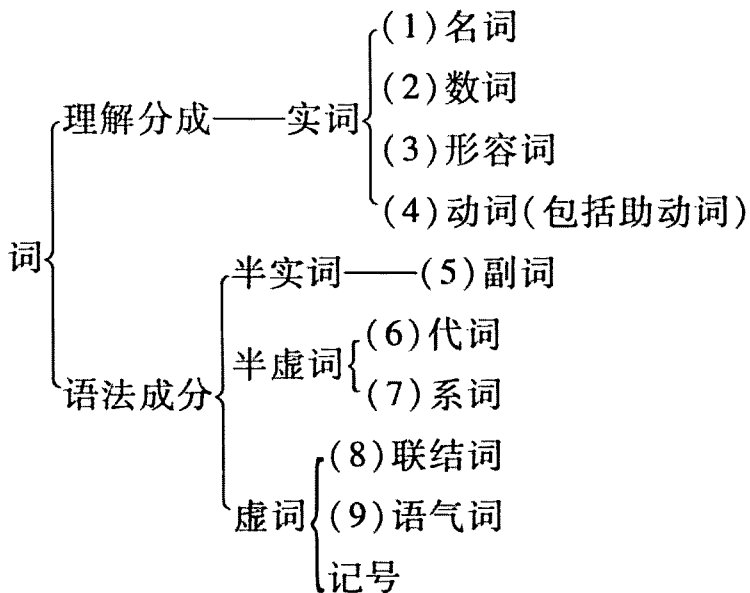 (1)名词
(2)数词
理解分成——实词
(3)形容词
(4)动词(包括助动词)
词
半实词——(5)副词
半虚词
(6)代词
(7)系词
语法成分
(8)联结词
虚词
(9)语气词
记号